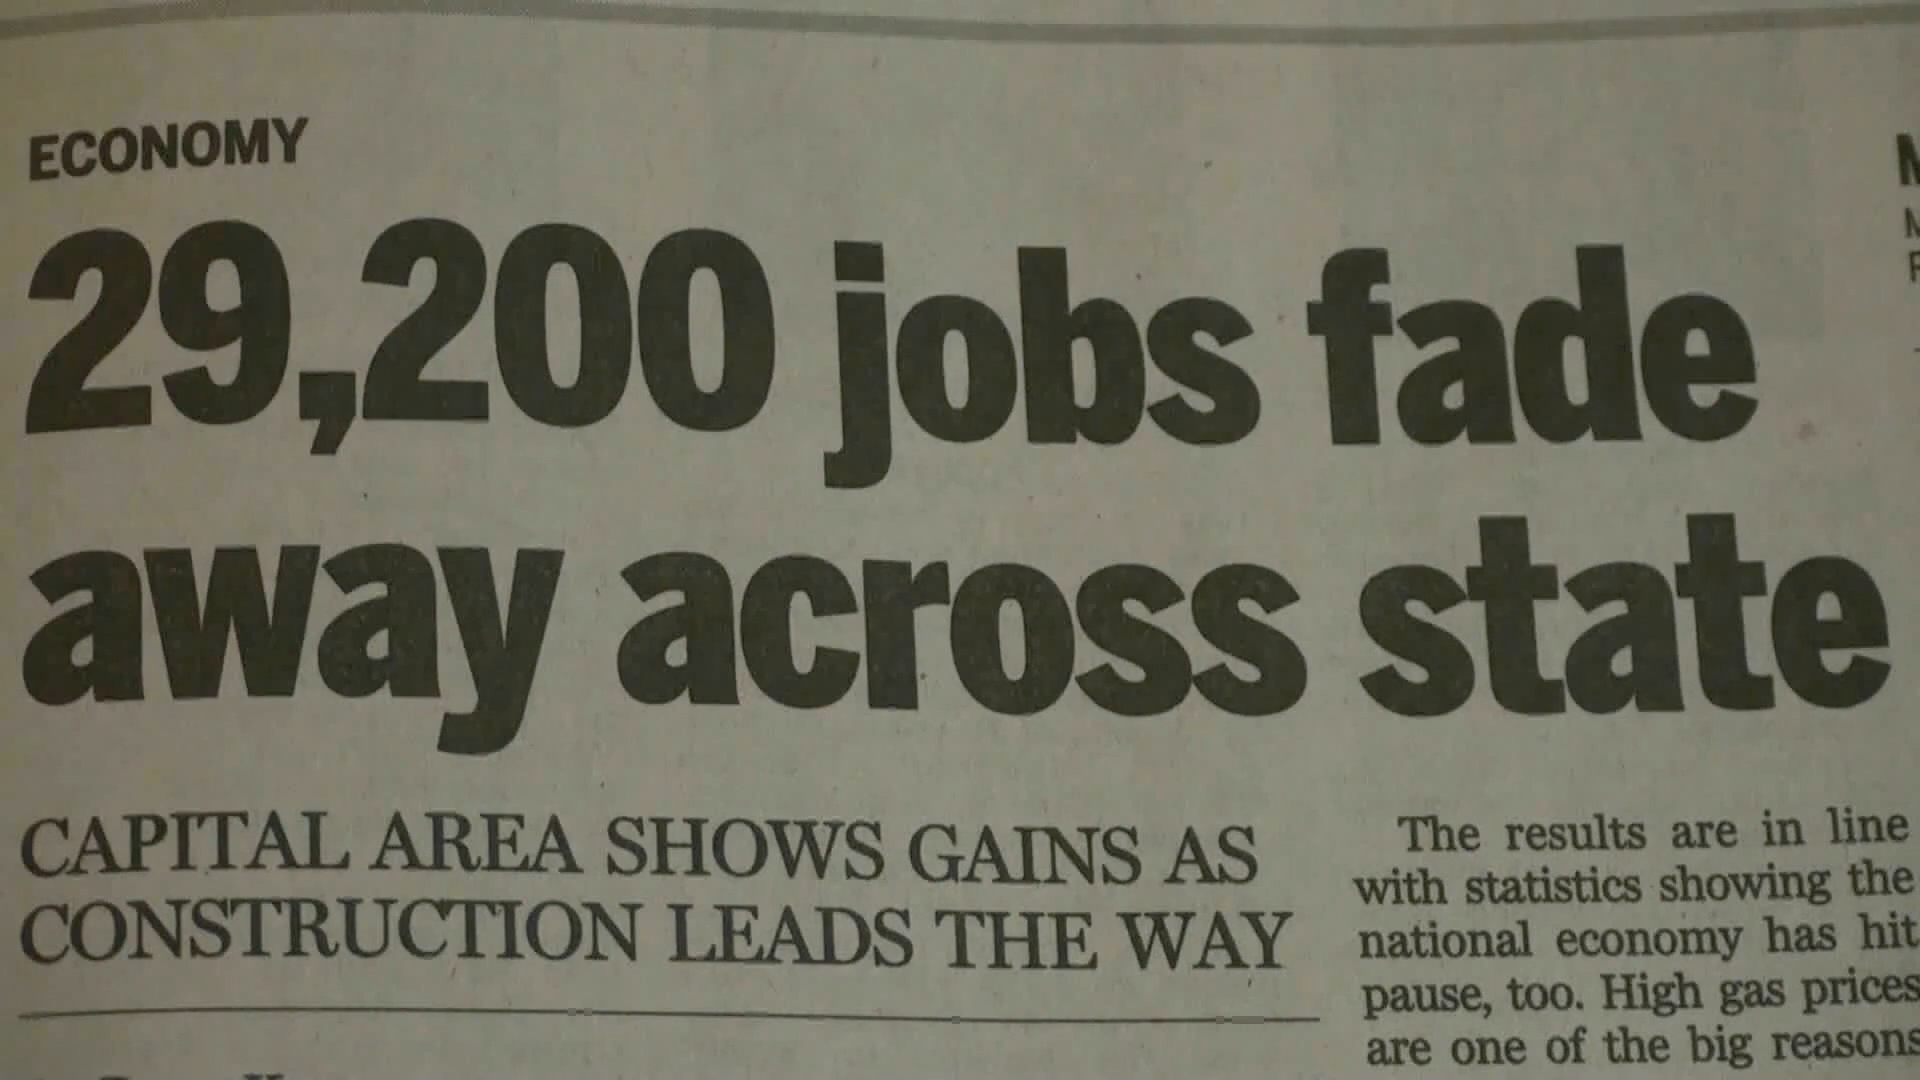 ECONOMY
29,200 jobs fade
away across state
CAPITAL AREA SHOWS GAINS AS
CONSTRUCTION LEADS THE WAY
The results are in line
with statistics showing the
national economy has hit
pause, too. High gas prices
are one of the big reasons